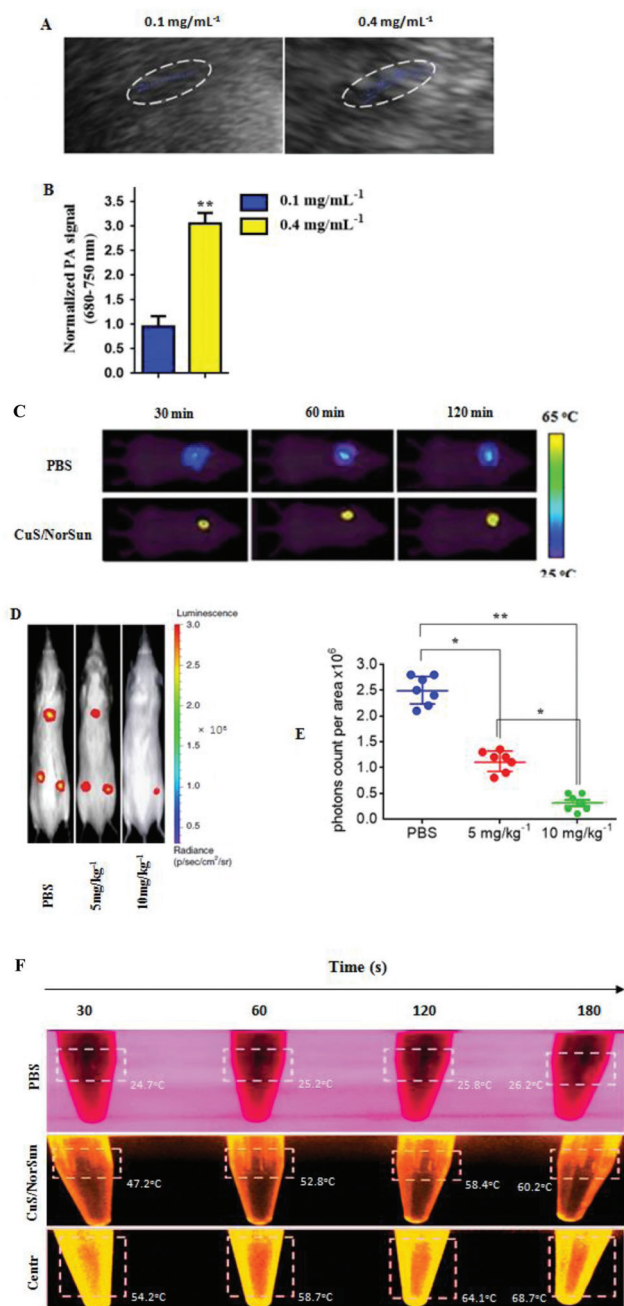 A
0.1 mg/mL-1 0.4 mg/mL-1
B
Normalized PA signal
(680-750 nm)
3.5
3.0
2.5
2.0
1.5
1.0
0.5
0.0
**
0.1 mg/mL-1
0.4 mg/mL-1
C
30 min 60 min 120 min
65 °C
PBS
CuS/NorSun
25 °C
D
Luminescence
3.0
2.0
× 10⁶
1.0
0.5
Radiance
(p/sec/cm²/sr)
PBS
5mg/kg-1
10mg/kg-1
E
photons count per area x10⁶
3.0
2.5
2.0
1.5
1.0
0.5
0.0
**
*
*
PBS 5 mg/kg-1 10 mg/kg-1
F
Time (s)
30 60 120 180
PBS
24.7°C 25.2°C 25.8°C 26.2°C
CuS/NorSun
47.2°C 52.8°C 58.4°C 60.2°C
Centr
54.2°C 58.7°C 64.1°C 68.7°C